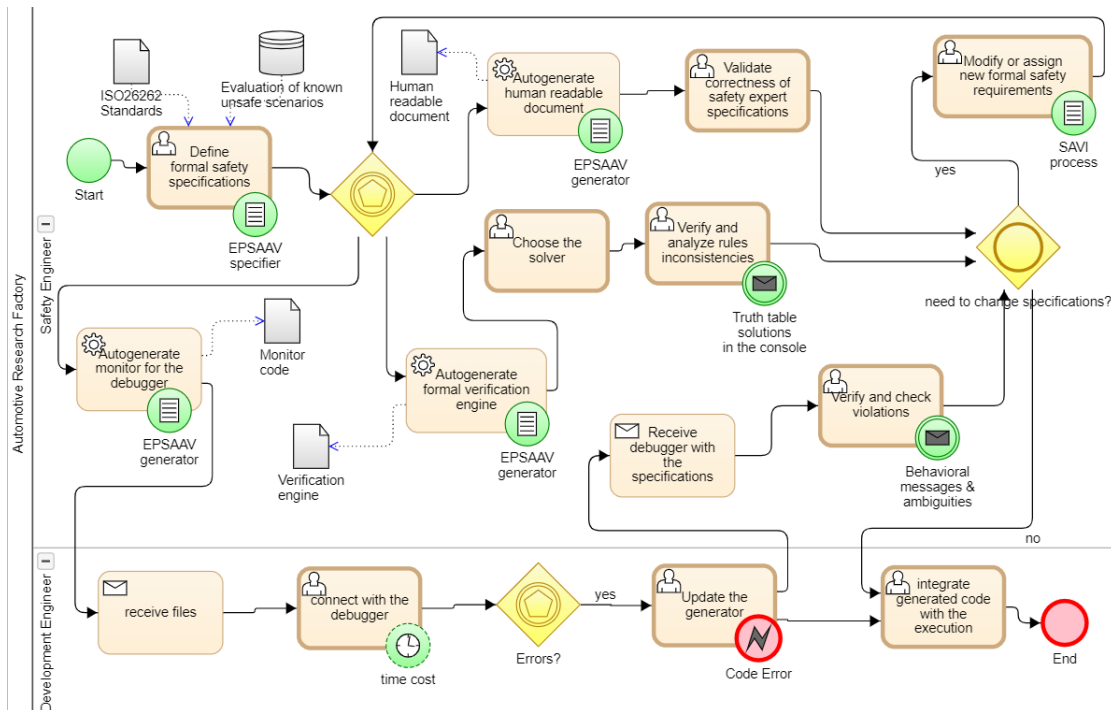 Automotive Research Factory
Safety Engineer
Development Engineer
Start
ISO26262
Standards
Evaluation of known
unsafe scenarios
Define
formal safety
specifications
EPSAAV
specifier
Human
readable
document
Autogenerate
human readable
document
EPSAAV
generator
Validate
correctness of
safety expert
specifications
Modify or assign
new formal safety
requirements
SAVI
process
yes
Choose the
solver
Verify and
analyze rules
inconsistencies
Truth table
solutions
in the console
need to change specifications?
Autogenerate
monitor for the
debugger
EPSAAV
generator
Monitor
code
Autogenerate
formal verification
engine
EPSAAV
generator
Verification
engine
Receive
debugger with
the
specifications
Verify and check
violations
Behavioral
messages &
ambiguities
no
receive files
connect with the
debugger
time cost
Errors?
yes
Update the
generator
Code Error
integrate
generated code
with the
execution
End